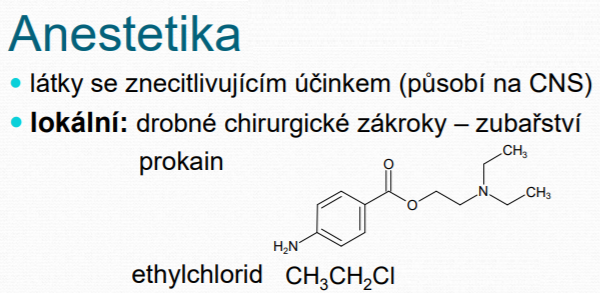 Anestetika
• látky se znecitlivujícím účinkem (působí na CNS)
• lokální: drobné chirurgické zákroky – zubařství
prokain
CH₃
O
N
CH₃
O
H₂N
ethylchlorid CH₃CH₂Cl